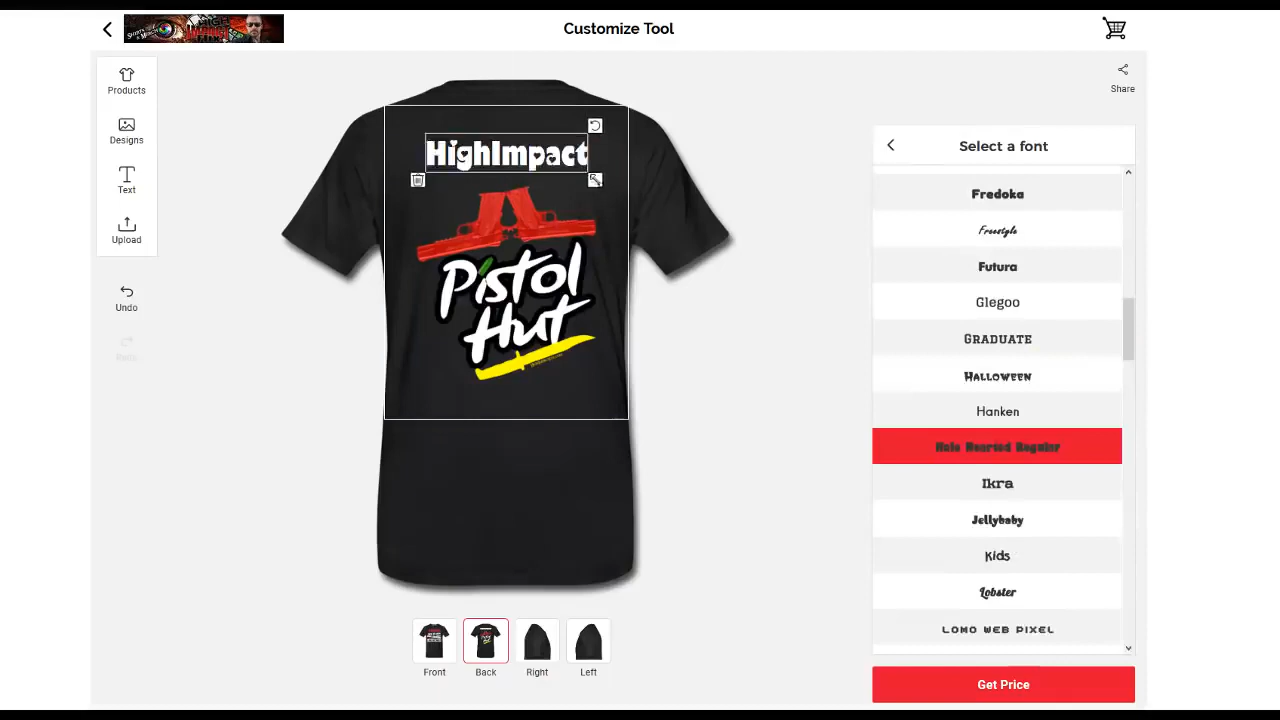 Customize Tool
Products
Designs
Text
Upload
Undo
Share
HighImpact
Pistol
Hut
Front
Back
Right
Left
Select a font
Fredoka
Freestyle
Futura
Glegoo
GRADUATE
HALLOWEEN
Hanken
Hole Hearted Regular
Ikra
Jellybaby
Kids
Lobster
LOMO WEB PIXEL
Get Price